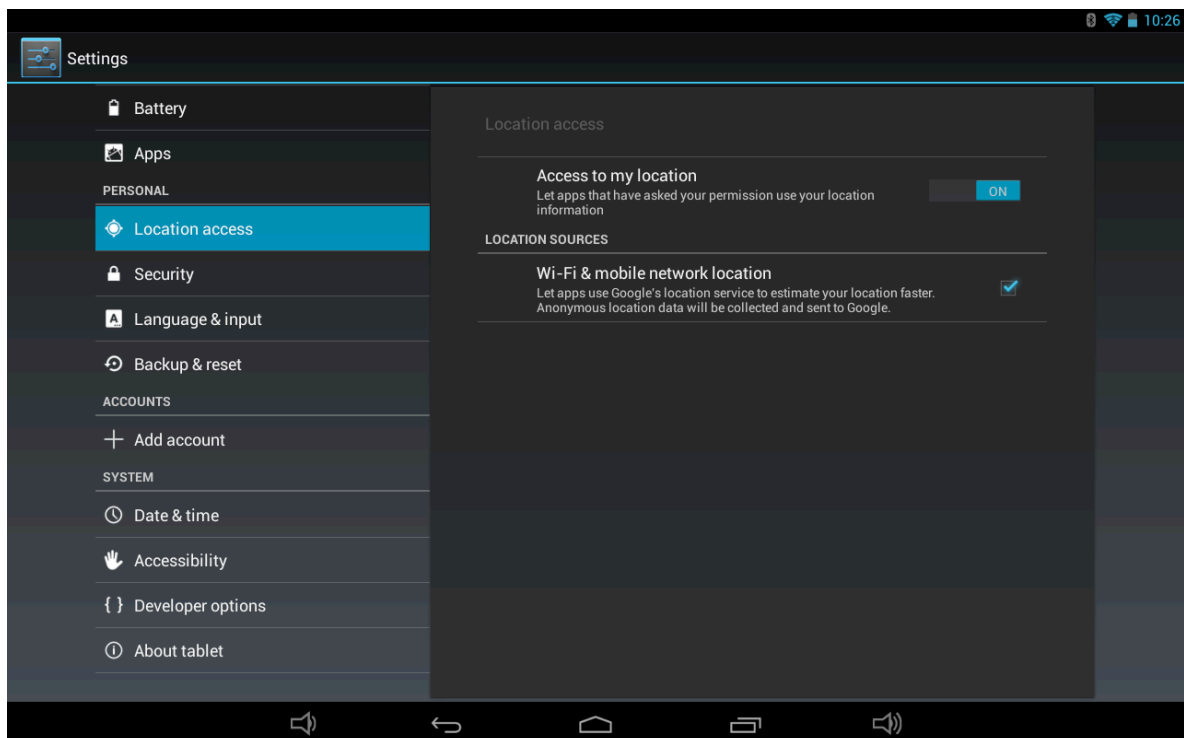 10:26
Settings
Battery
Apps
PERSONAL
Location access
Security
Language & input
Backup & reset
ACCOUNTS
Add account
SYSTEM
Date & time
Accessibility
{ } Developer options
About tablet
Location access
Access to my location
Let apps that have asked your permission use your location
information
ON
LOCATION SOURCES
Wi-Fi & mobile network location
Let apps use Google's location service to estimate your location faster.
Anonymous location data will be collected and sent to Google.